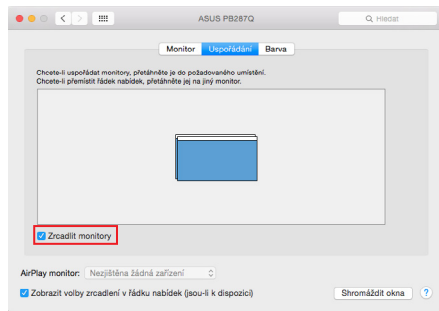 ASUS PB287Q
Hledat
Monitor Uspořádání Barva
Chcete-li uspořádat monitory, přetáhněte je do požadovaného umístění.
Chcete-li přemístit řádek nabídek, přetáhněte jej na jiný monitor.
Zrcadlit monitory
AirPlay monitor: Nezjištěna žádná zařízení
Zobrazit volby zrcadlení v řádku nabídek (jsou-li k dispozici)
Shromáždit okna ?